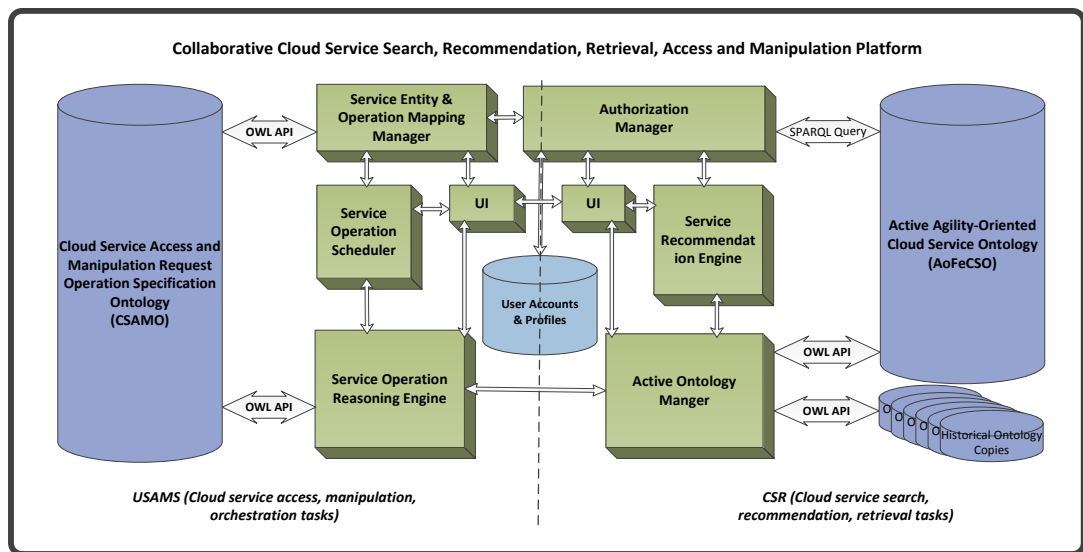 Collaborative Cloud Service Search, Recommendation, Retrieval, Access and Manipulation Platform
Service Entity &
Operation Mapping
Manager
Authorization
Manager
OWL API
SPARQL Query
Service
Operation
Scheduler
UI
UI
Service
Recommendat
ion Engine
Cloud Service Access and
Manipulation Request
Operation Specification
Ontology
(CSAMO)
Active Agility-Oriented
Cloud Service Ontology
(AoFeCSO)
User Accounts
& Profiles
Service Operation
Reasoning Engine
Active Ontology
Manger
OWL API
OWL API
OWL API
O
O
O
O
Historical Ontology
Copies
USAMS (Cloud service access, manipulation,
orchestration tasks)
CSR (Cloud service search,
recommendation, retrieval tasks)